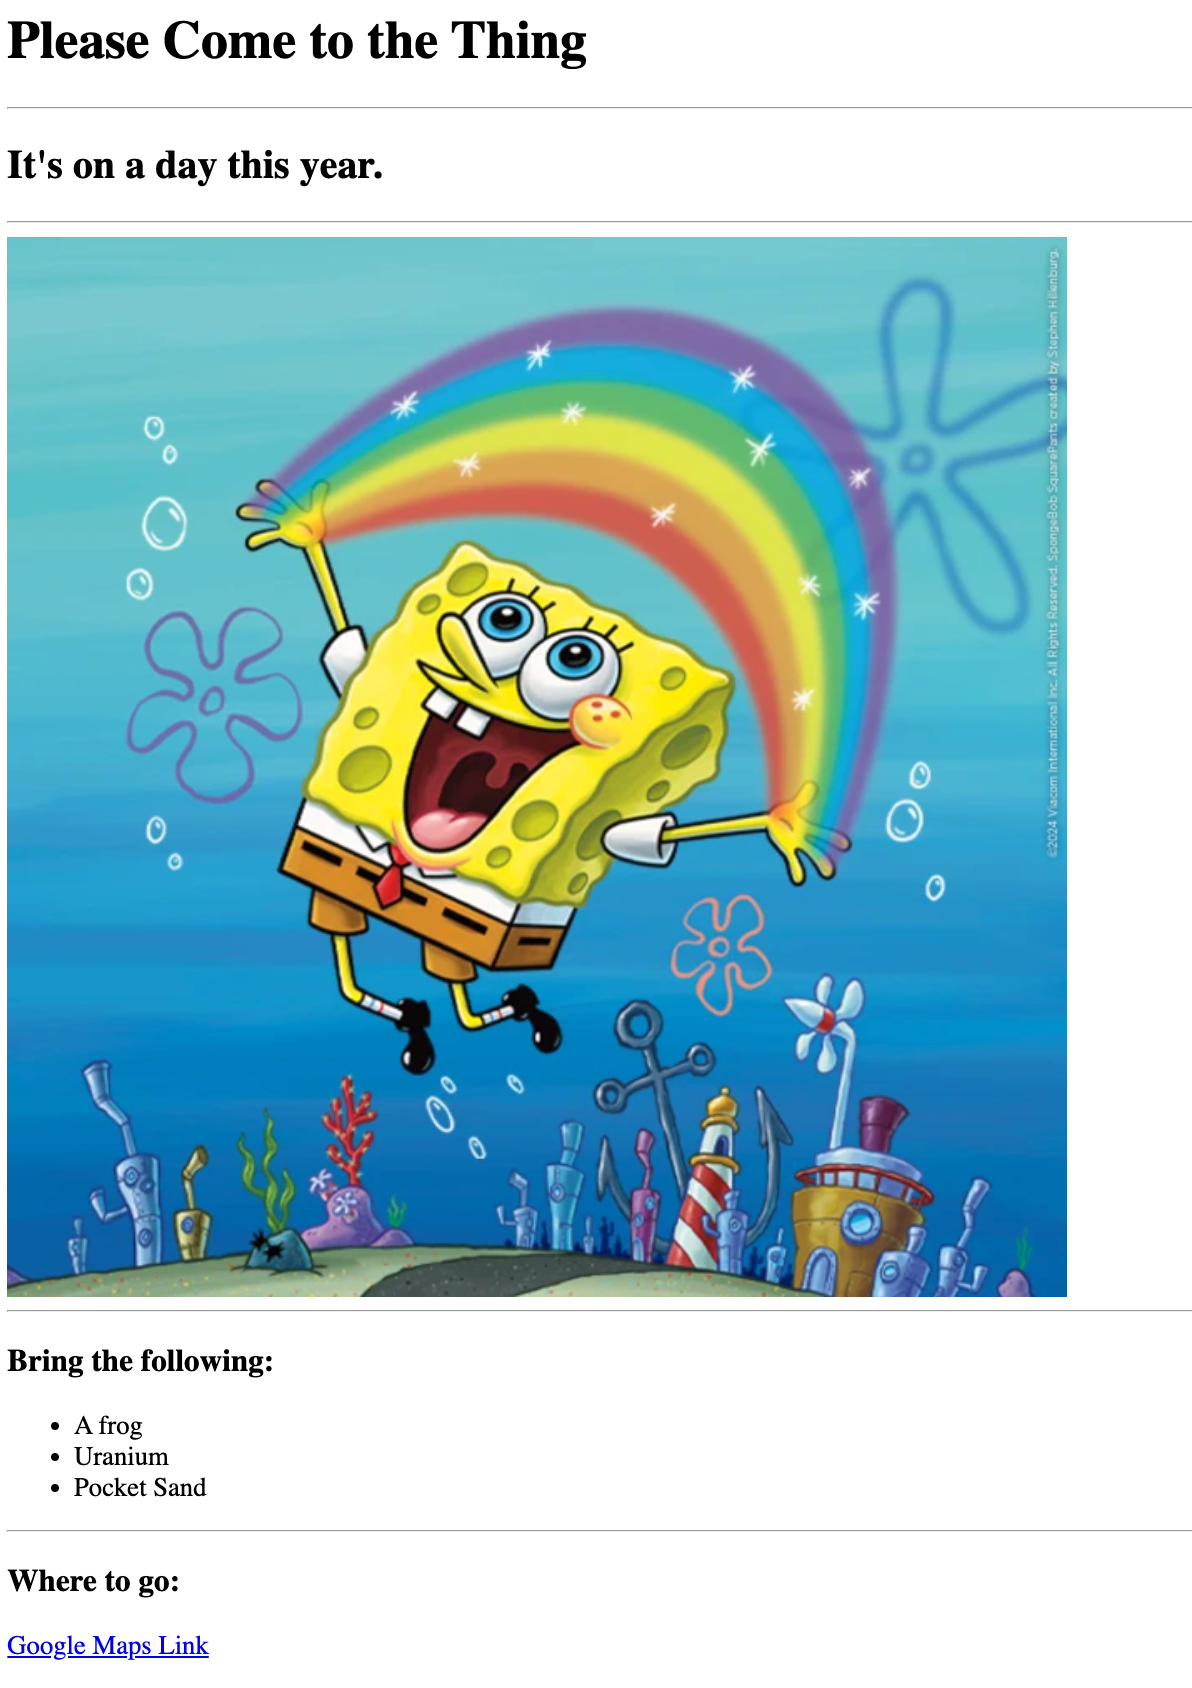 Please Come to the Thing
It's on a day this year.
©2024 Viacom International Inc. All Rights Reserved. SpongeBob SquarePants created by Stephen Hillenburg.
Bring the following:
• A frog
• Uranium
• Pocket Sand
Where to go:
Google Maps Link